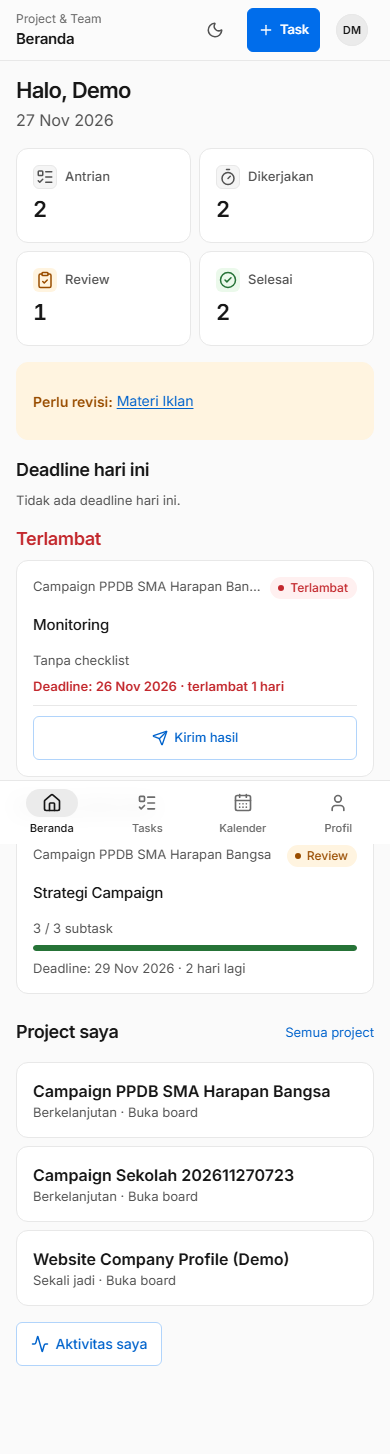 Project & Team
Beranda
Task
DM
Halo, Demo
27 Nov 2026
Antrian
2
Dikerjakan
2
Review
1
Selesai
2
Perlu revisi: Materi Iklan
Deadline hari ini
Tidak ada deadline hari ini.
Terlambat
Campaign PPDB SMA Harapan Ban...
Terlambat
Monitoring
Tanpa checklist
Deadline: 26 Nov 2026 · terlambat 1 hari
Kirim hasil
Beranda
Tasks
Kalender
Profil
Campaign PPDB SMA Harapan Bangsa
Review
Strategi Campaign
3 / 3 subtask
Deadline: 29 Nov 2026 · 2 hari lagi
Project saya
Semua project
Campaign PPDB SMA Harapan Bangsa
Berkelanjutan · Buka board
Campaign Sekolah 202611270723
Berkelanjutan · Buka board
Website Company Profile (Demo)
Sekali jadi · Buka board
Aktivitas saya